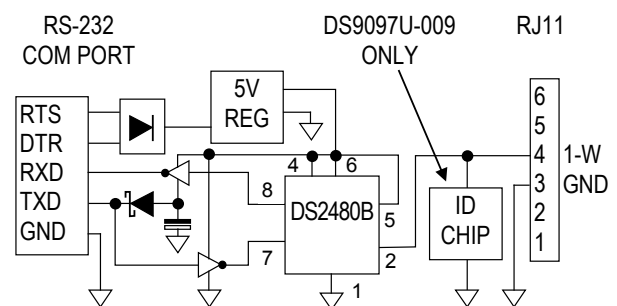 RS-232
COM PORT
DS9097U-009
ONLY
RJ11
RTS
DTR
RXD
TXD
GND
5V
REG
4
6
8
7
DS2480B
5
2
1
ID
CHIP
6
5
4
3
2
1
1-W
GND